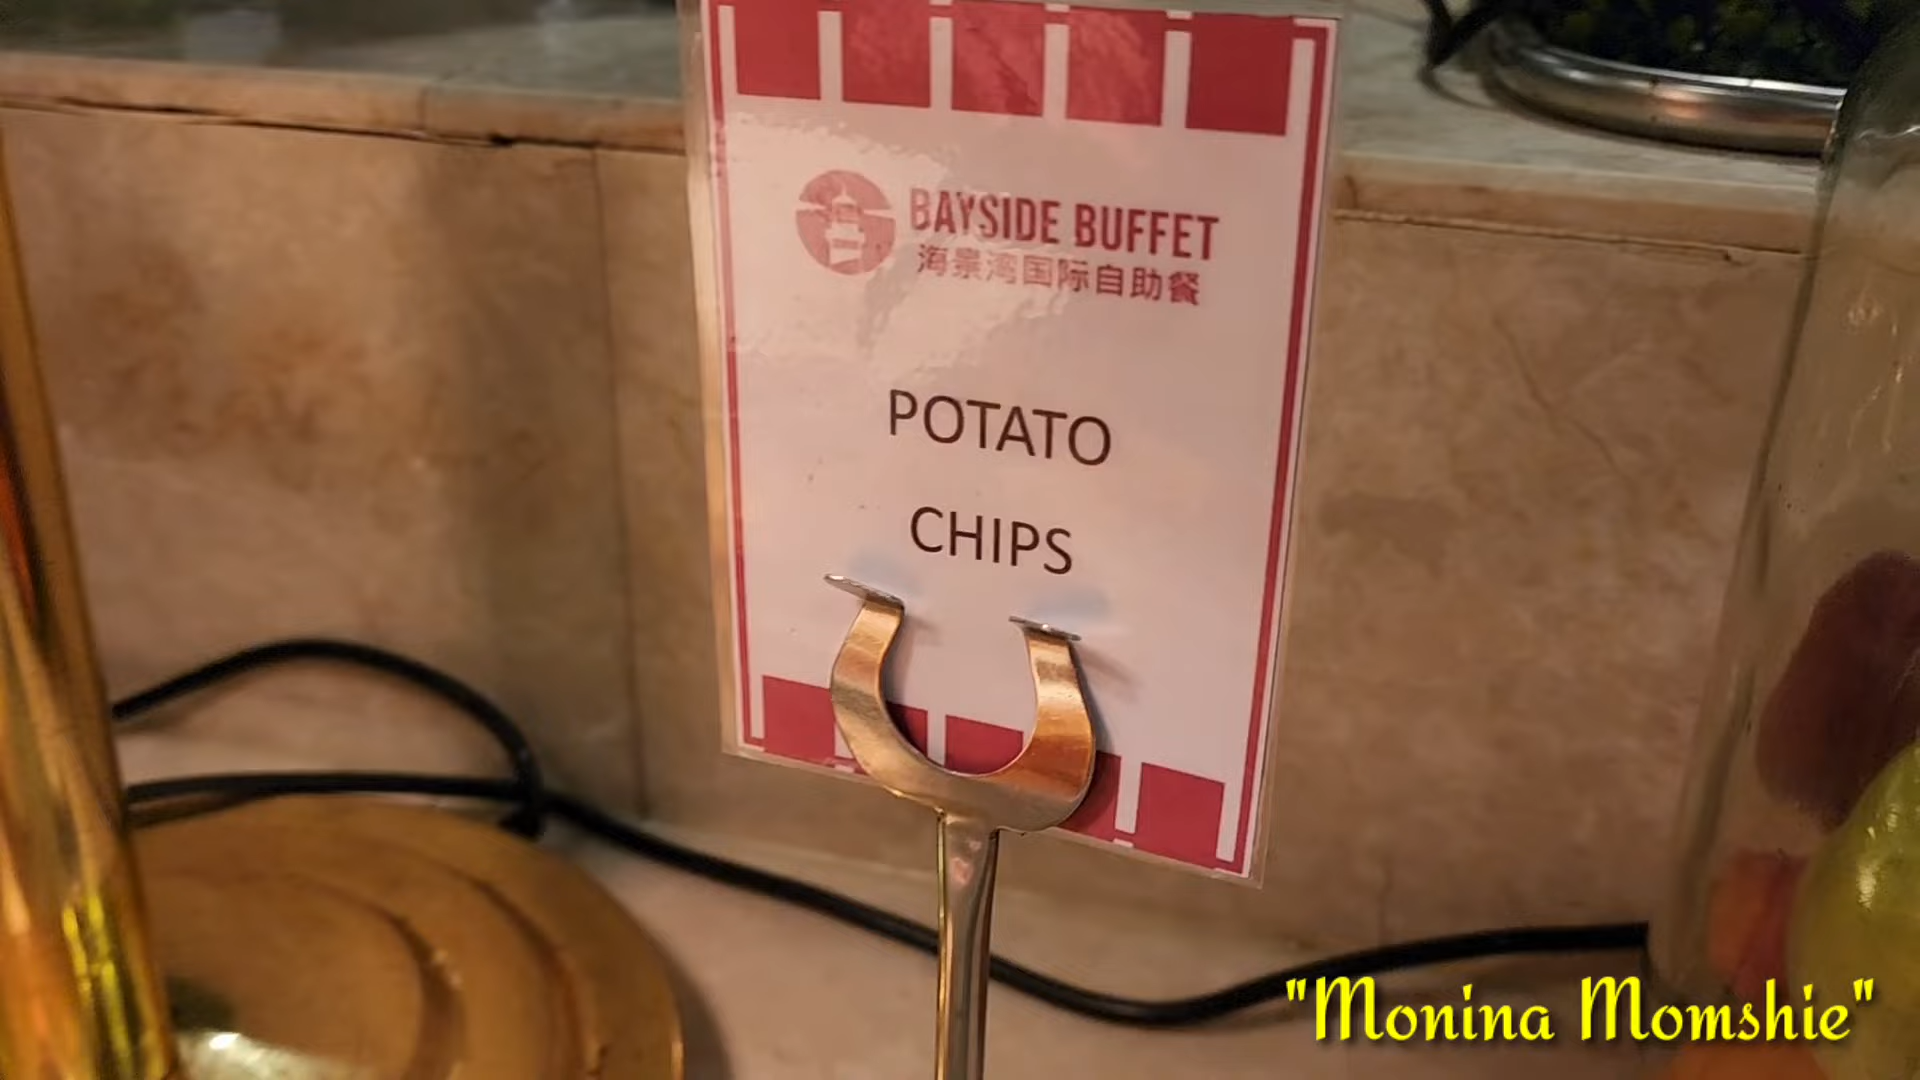 BAYSIDE BUFFET
海景湾国际自助餐
POTATO
CHIPS
"Monina Momshie"